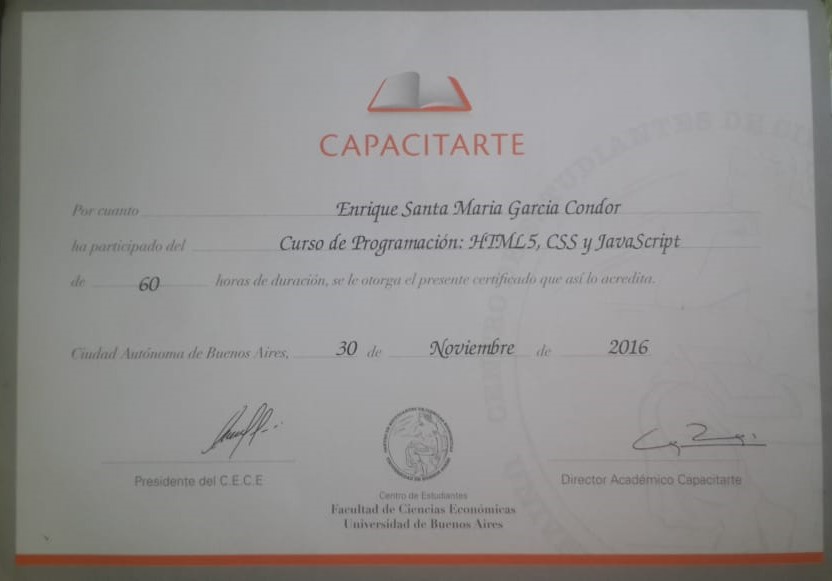 CAPACITARTE
Por cuanto Enrique Santa Maria Garcia Condor
ha participado del Curso de Programación: HTML5, CSS y JavaScript
de 60 horas de duración, se le otorga el presente certificado que así lo acredita.
Ciudad Autónoma de Buenos Aires, 30 de Noviembre de 2016
Presidente del C.E.C.E
Director Académico Capacitarte
Centro de Estudiantes
Facultad de Ciencias Económicas
Universidad de Buenos Aires